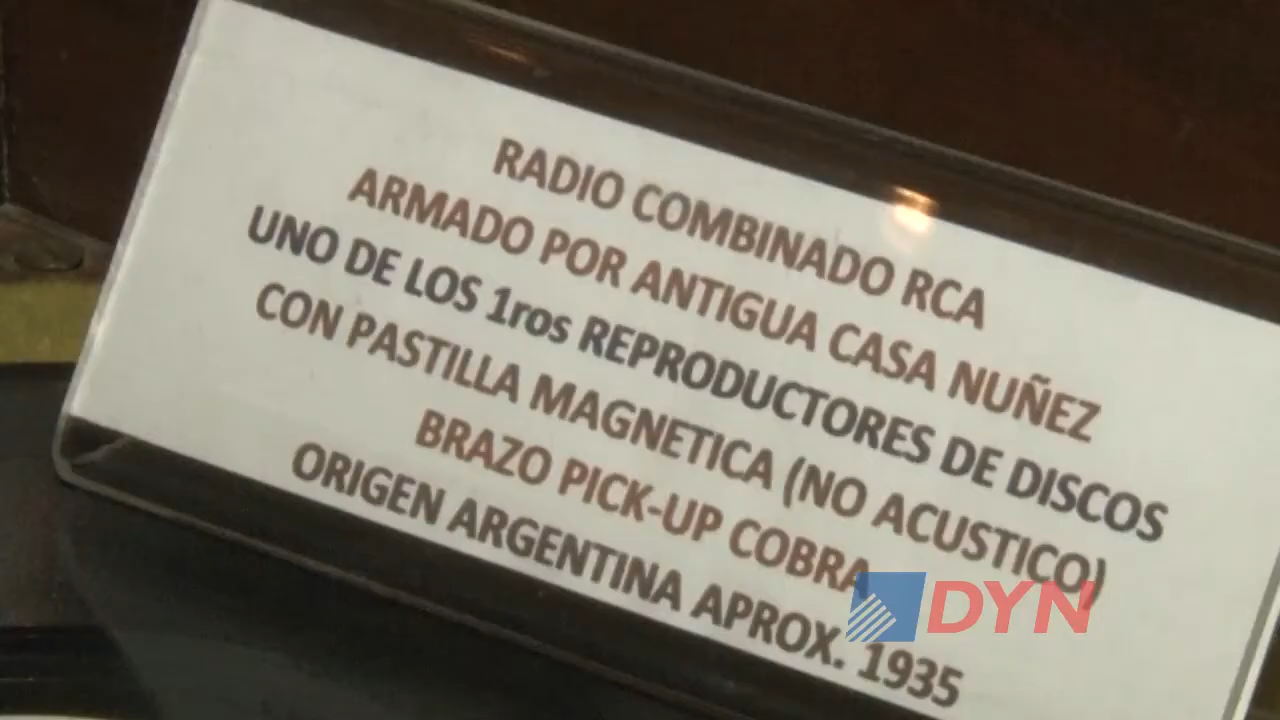 RADIO COMBINADO RCA
ARMADO POR ANTIGUA CASA NUÑEZ
UNO DE LOS 1ros REPRODUCTORES DE DISCOS
CON PASTILLA MAGNETICA (NO ACUSTICO)
BRAZO PICK-UP COBRA
ORIGEN ARGENTINA APROX. 1935
DYN